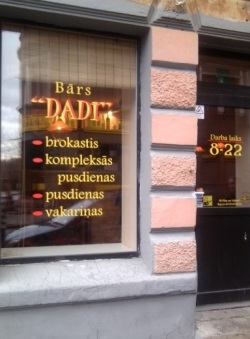 Bārs
"DADI"
brokastis
kompleksās
pusdienas
pusdienas
vakariņas
Darba laiks
8-22